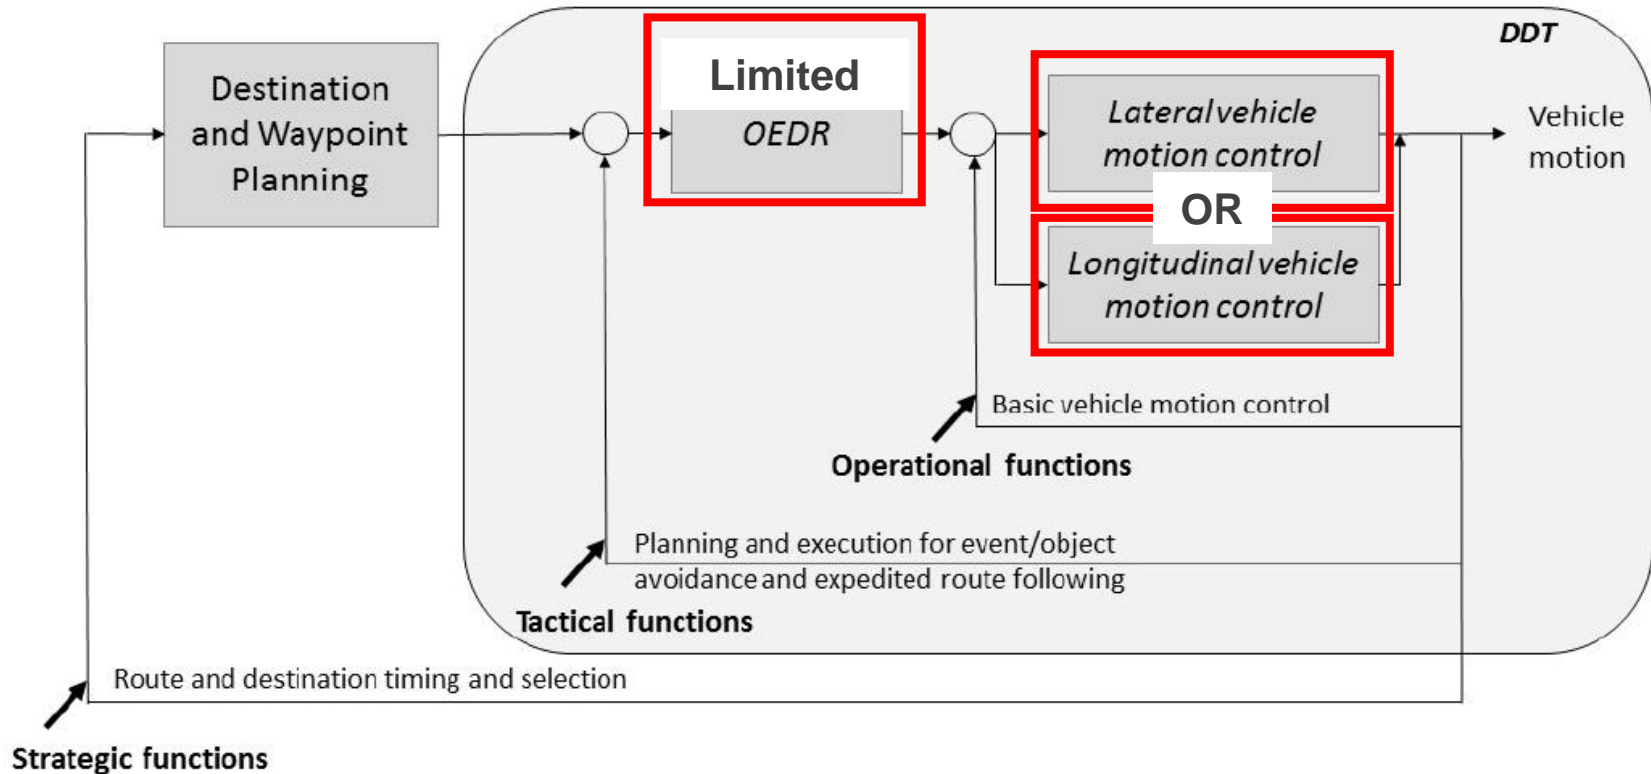 DDT
Destination
and Waypoint
Planning
Limited
OEDR
Lateral vehicle
motion control
OR
Longitudinal vehicle
motion control
Vehicle
motion
Basic vehicle motion control
Operational functions
Planning and execution for event/object
avoidance and expedited route following
Tactical functions
Route and destination timing and selection
Strategic functions